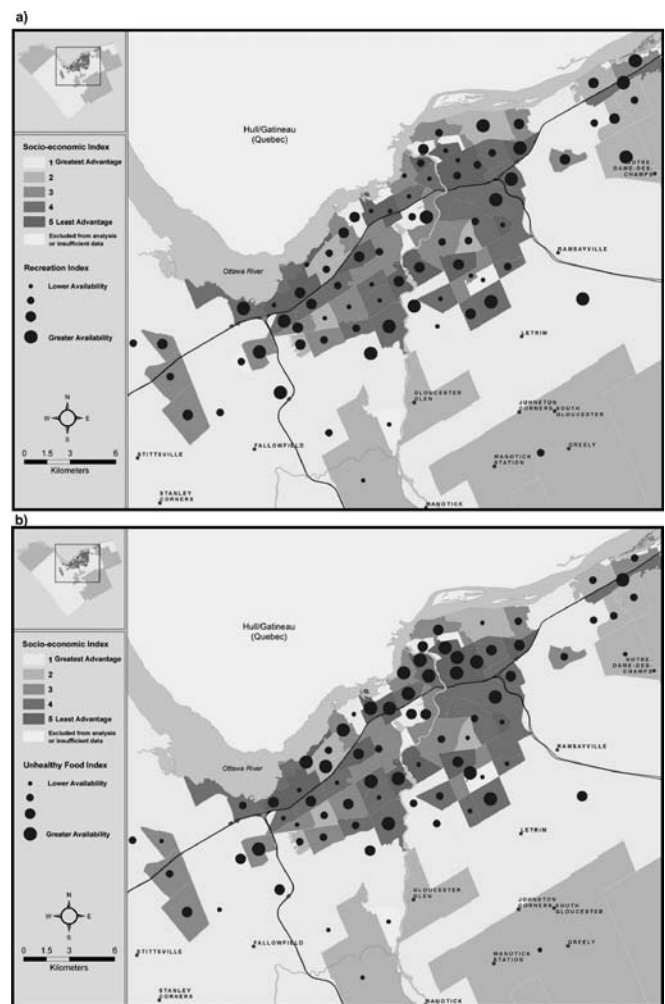 a)
Hull/Gatineau
(Quebec)
Socio-economic Index
1 Greatest Advantage
2
3
4
5 Least Advantage
Excluded from analysis
or insufficient data
Recreation Index
Lower Availability
Greater Availability
N
W E
S
0 1.5 3 6
Kilometers
Ottawa River
NOTRE-
DAME-DES-
CHAMPS
RAMSAYVILLE
LETRIM
GLOUCESTER
GLEN
JOHNSTON
CORNERS
SOUTH
GLOUCESTER
GREELY
MANOTICK
STATION
MANOTICK
FALLOWFIELD
STITTSVILLE
STANLEY
CORNERS
b)
Hull/Gatineau
(Quebec)
Socio-economic Index
1 Greatest Advantage
2
3
4
5 Least Advantage
Excluded from analysis
or insufficient data
Unhealthy Food Index
Lower Availability
Greater Availability
N
W E
S
0 1.5 3 6
Kilometers
Ottawa River
NOTRE-
DAME-DES-
CHAMPS
RAMSAYVILLE
LETRIM
GLOUCESTER
GLEN
JOHNSTON
CORNERS
SOUTH
GLOUCESTER
GREELY
MANOTICK
STATION
MANOTICK
FALLOWFIELD
STITTSVILLE
STANLEY
CORNERS